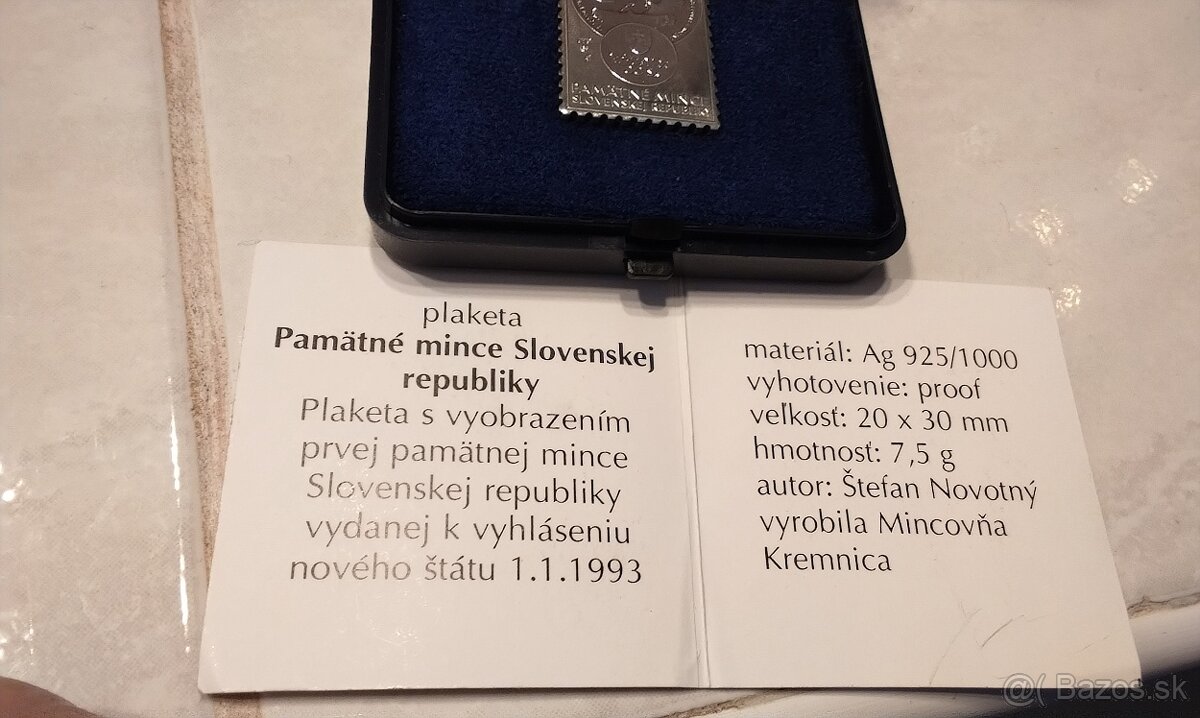 PAMÄTNÉ MINCE
SLOVENSKEJ REPUBLIKY
plaketa
Pamätné mince Slovenskej
republiky
Plaketa s vyobrazením
prvej pamätnej mince
Slovenskej republiky
vydanej k vyhláseniu
nového štátu 1.1.1993
materiál: Ag 925/1000
vyhotovenie: proof
veľkosť: 20 x 30 mm
hmotnosť: 7,5 g
autor: Štefan Novotný
vyrobila Mincovňa
Kremnica
@( Bazos.sk